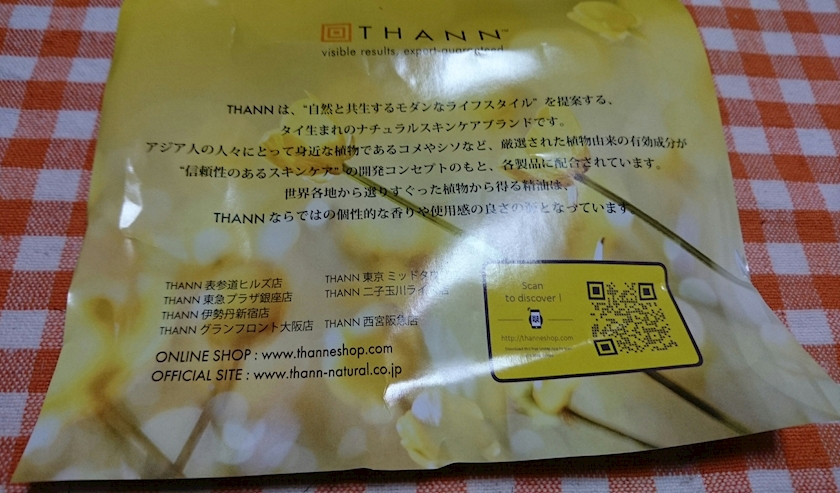 THANN
visible results, expert-guaranteed
THANN は、“自然と共生するモダンなライフスタイル” を提案する、
タイ生まれのナチュラルスキンケアブランドです。
アジア人の人々にとって身近な植物であるコメやシソなど、厳選された植物由来の有効成分が
“信頼性のあるスキンケア” の開発コンセプトのもと、各製品に配合されています。
世界各地から選りすぐった植物から得る精油は、
THANN ならではの個性的な香りや使用感の良さの源となっています。
THANN 表参道ヒルズ店
THANN 東急プラザ銀座店
THANN 伊勢丹新宿店
THANN グランフロント大阪店
THANN 東京 ミッドタウ
THANN 二子玉川ライ
THANN 西宮阪急店
ONLINE SHOP : www.thanneshop.com
OFFICIAL SITE : www.thann-natural.co.jp
Scan
to discover !
http://thanneshop.com